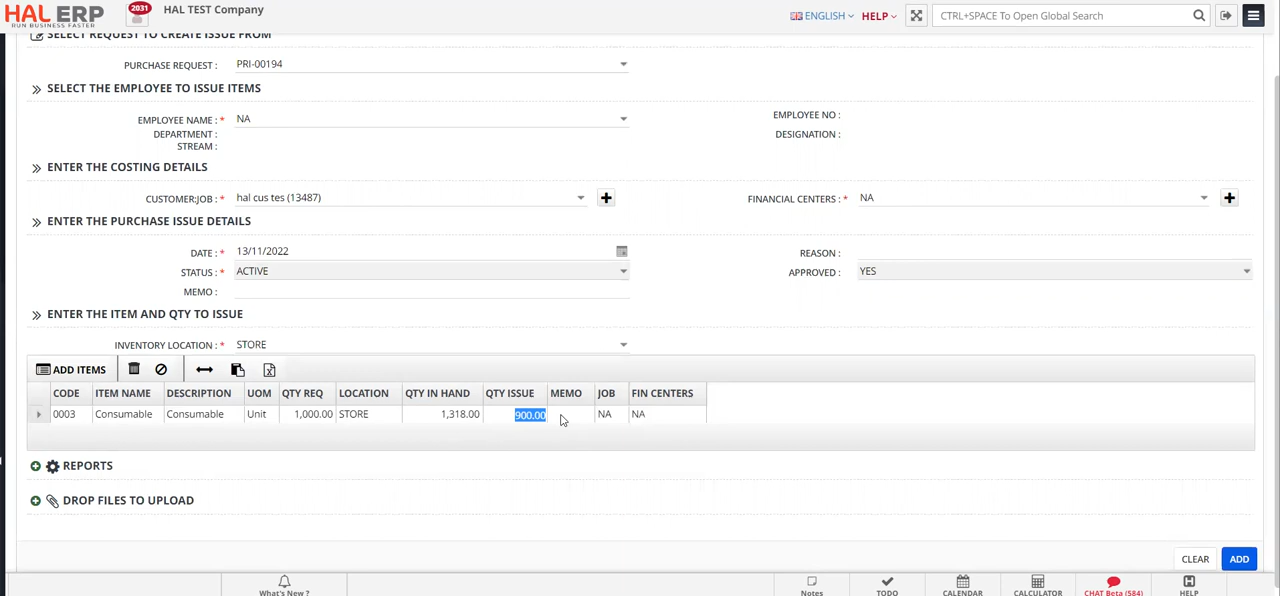 HAL ERP
RUN BUSINESS FASTER
2031
HAL TEST Company
ENGLISH
HELP
CTRL+SPACE To Open Global Search
SELECT REQUEST TO CREATE ISSUE FROM
PURCHASE REQUEST :
PRI-00194
SELECT THE EMPLOYEE TO ISSUE ITEMS
EMPLOYEE NAME : *
NA
EMPLOYEE NO :
DEPARTMENT :
DESIGNATION :
STREAM :
ENTER THE COSTING DETAILS
CUSTOMER:JOB : *
hal cus tes (13487)
FINANCIAL CENTERS : *
NA
ENTER THE PURCHASE ISSUE DETAILS
DATE : *
13/11/2022
REASON :
STATUS : *
ACTIVE
APPROVED :
YES
MEMO :
ENTER THE ITEM AND QTY TO ISSUE
INVENTORY LOCATION : *
STORE
ADD ITEMS
CODE ITEM NAME DESCRIPTION UOM QTY REQ LOCATION QTY IN HAND QTY ISSUE MEMO JOB FIN CENTERS
0003 Consumable Consumable Unit 1,000.00 STORE 1,318.00 900.00 NA NA
REPORTS
DROP FILES TO UPLOAD
CLEAR
ADD
What's New ?
Notes
TODO
CALENDAR
CALCULATOR
CHAT Beta (584)
HELP